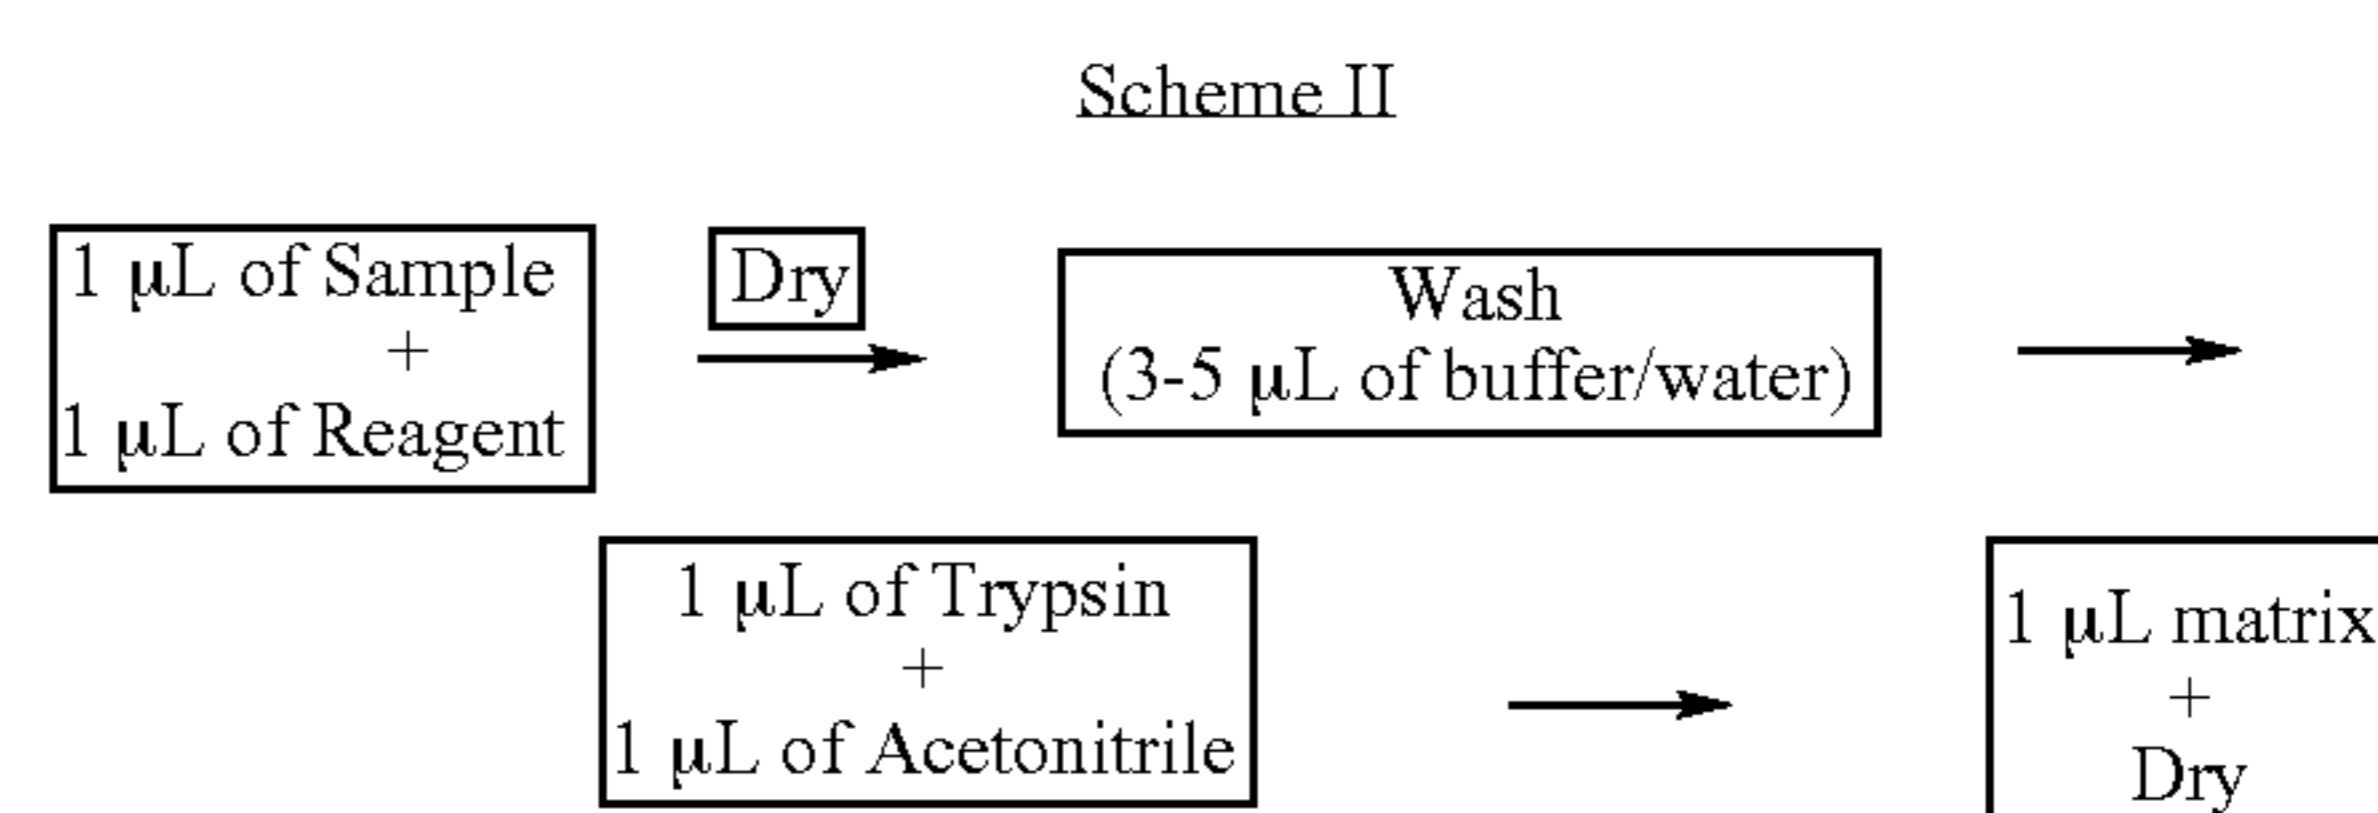 Scheme II
1 μL of Sample
+
1 μL of Reagent
Dry
Wash
(3-5 μL of buffer/water)
1 μL of Trypsin
+
1 μL of Acetonitrile
1 μL matrix
+
Dry